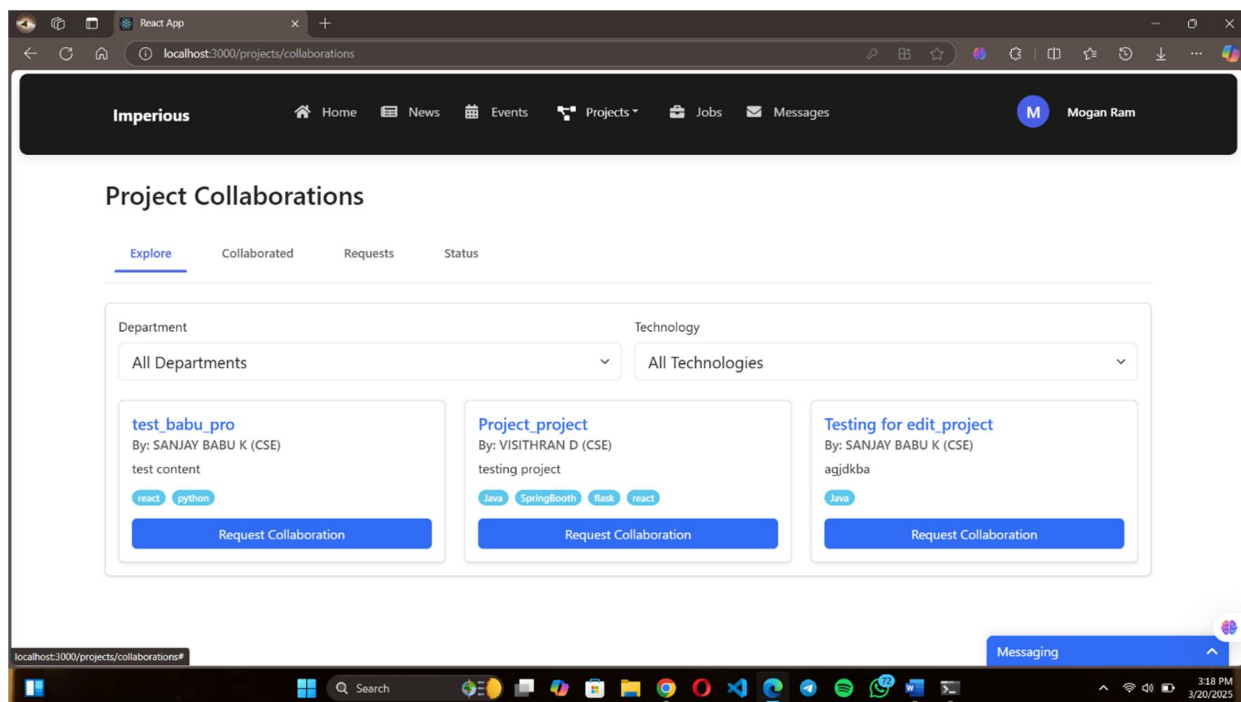 React App
localhost:3000/projects/collaborations
Imperious
Home
News
Events
Projects
Jobs
Messages
M
Mogan Ram
Project Collaborations
Explore
Collaborated
Requests
Status
Department
Technology
All Departments
All Technologies
test_babu_pro
By: SANJAY BABU K (CSE)
test content
react
python
Request Collaboration
Project_project
By: VISITHRAN D (CSE)
testing project
Java
SpringBooth
flask
react
Request Collaboration
Testing for edit_project
By: SANJAY BABU K (CSE)
agjdkba
Java
Request Collaboration
Messaging
localhost:3000/projects/collaborations#
Search
72
3:18 PM
3/20/2025